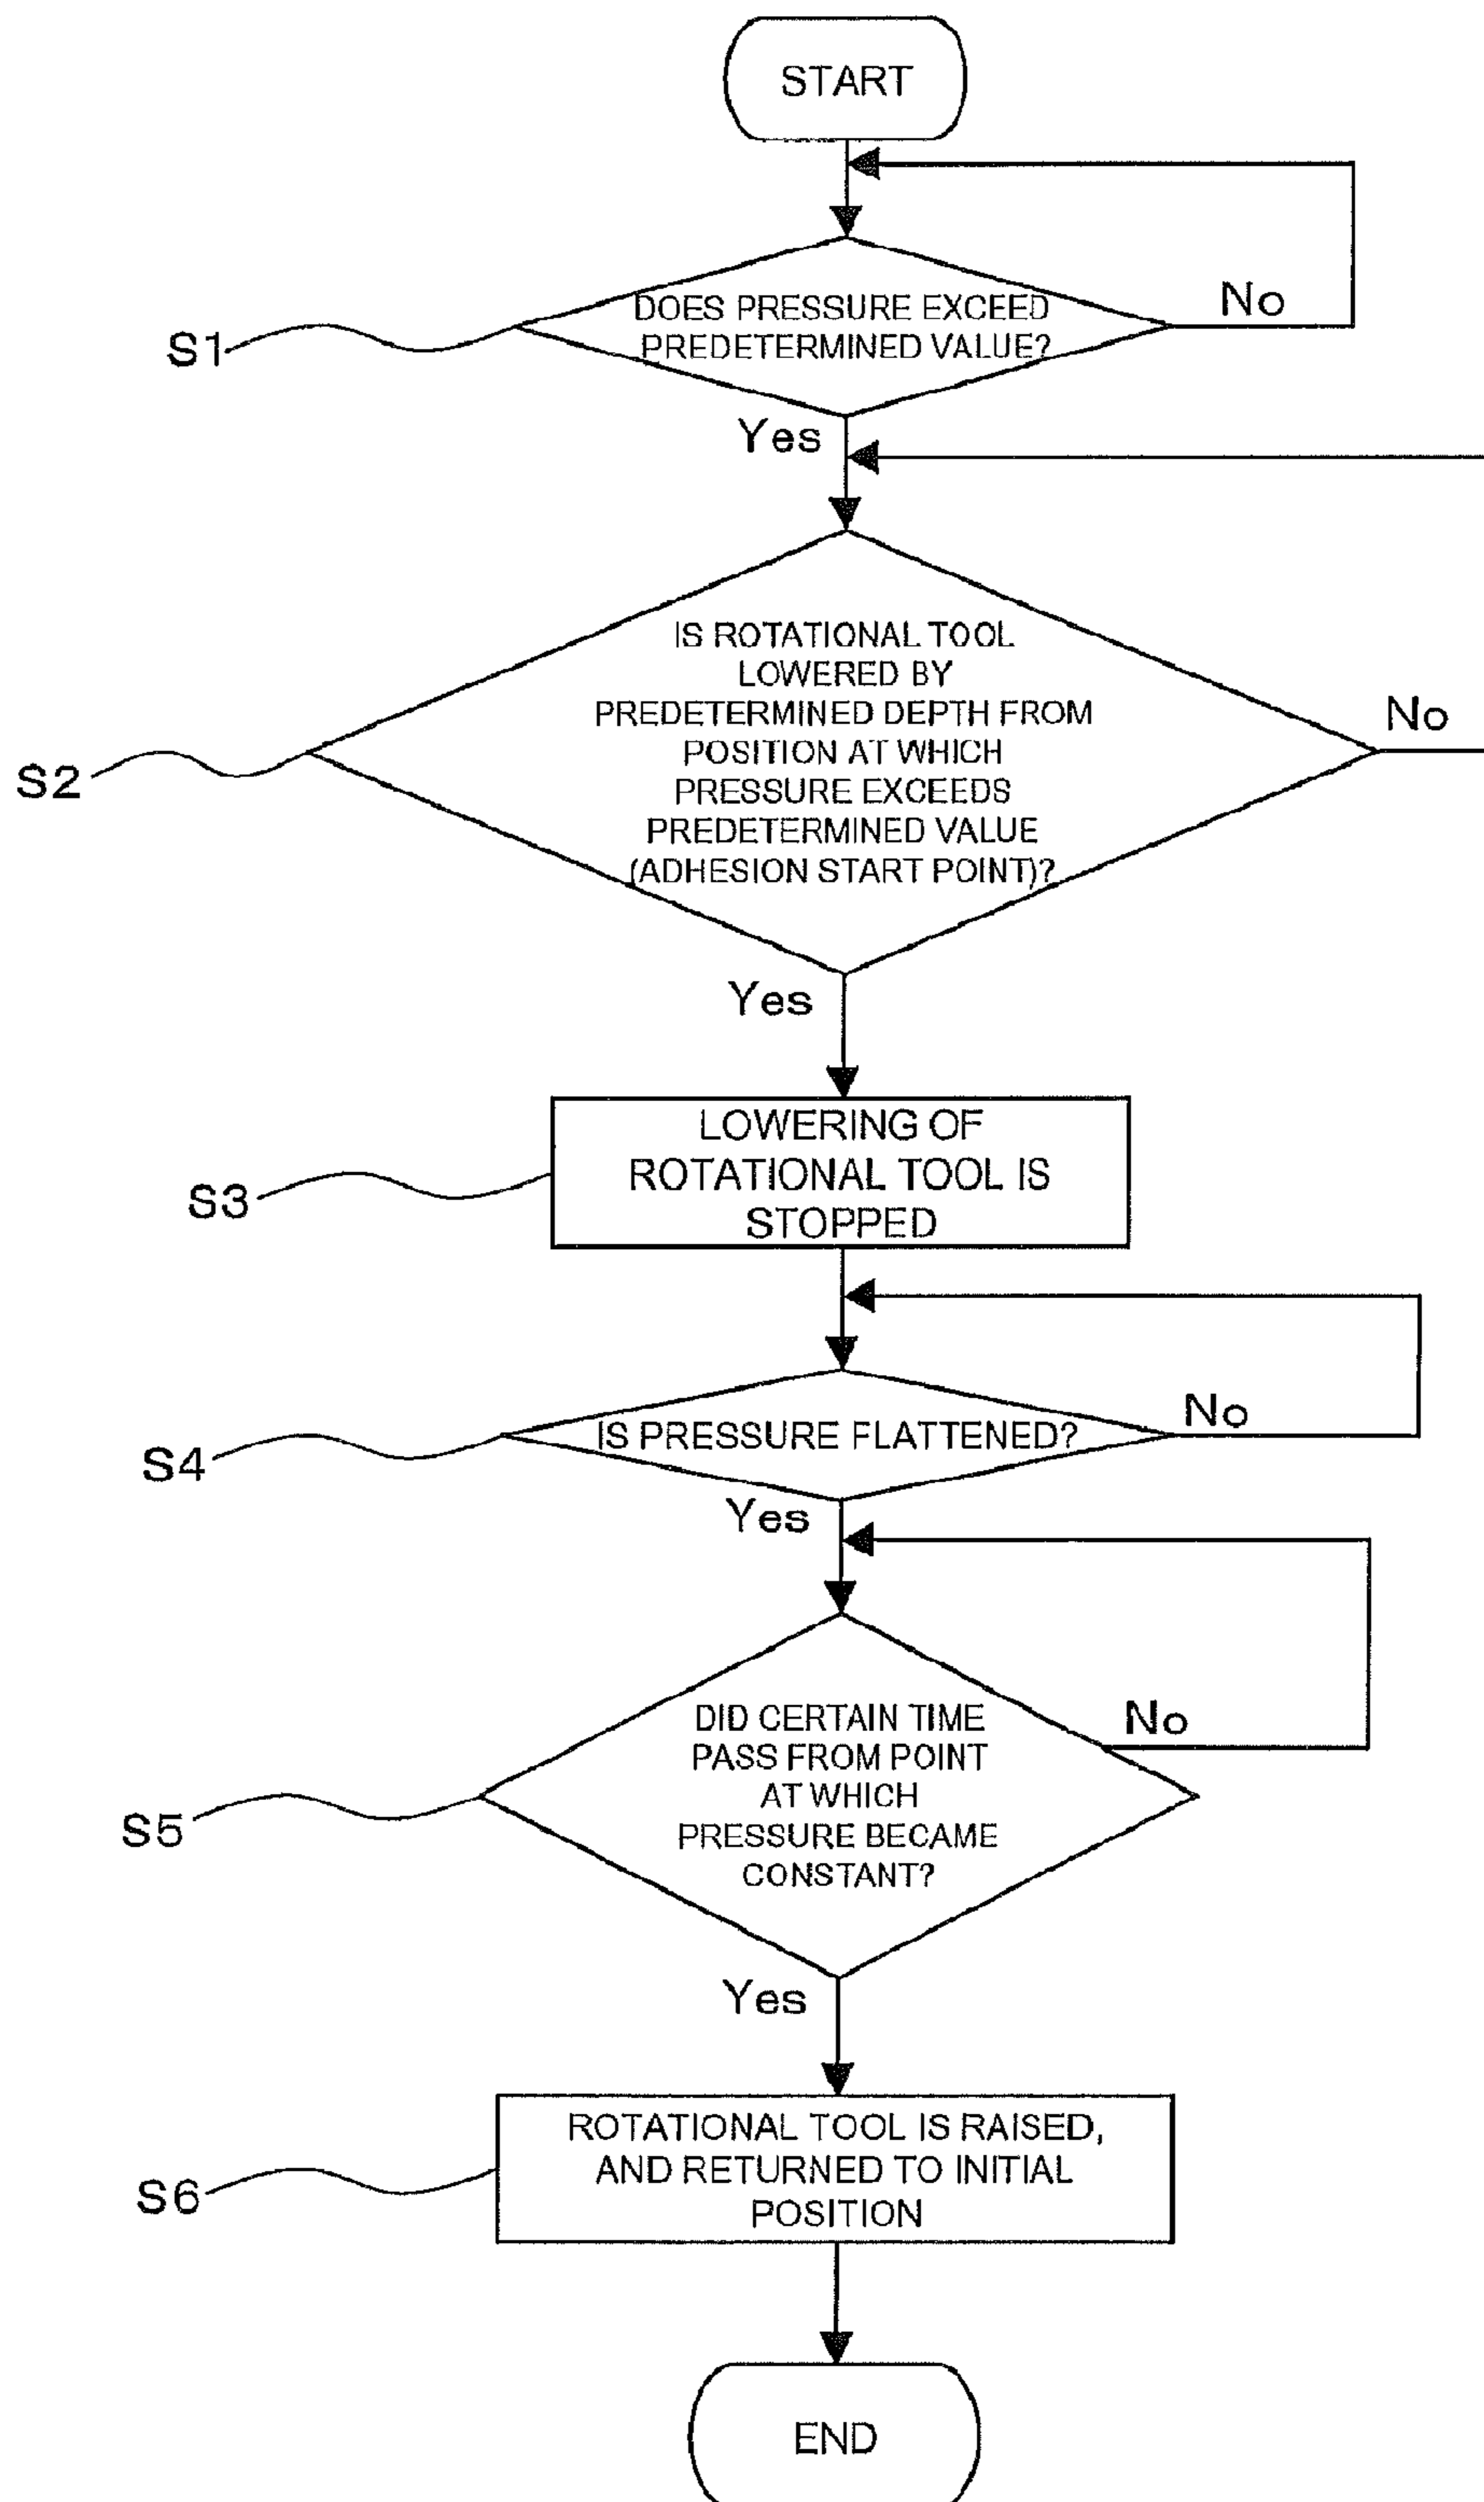 START
DOES PRESSURE EXCEED
PREDETERMINED VALUE?
No
S1
Yes
IS ROTATIONAL TOOL
LOWERED BY
PREDETERMINED DEPTH FROM
POSITION AT WHICH
PRESSURE EXCEEDS
PREDETERMINED VALUE
(ADHESION START POINT)?
No
S2
Yes
LOWERING OF
ROTATIONAL TOOL IS
STOPPED
S3
IS PRESSURE FLATTENED?
No
S4
Yes
DID CERTAIN TIME
PASS FROM POINT
AT WHICH
PRESSURE BECAME
CONSTANT?
No
S5
Yes
ROTATIONAL TOOL IS RAISED,
AND RETURNED TO INITIAL
POSITION
S6
END